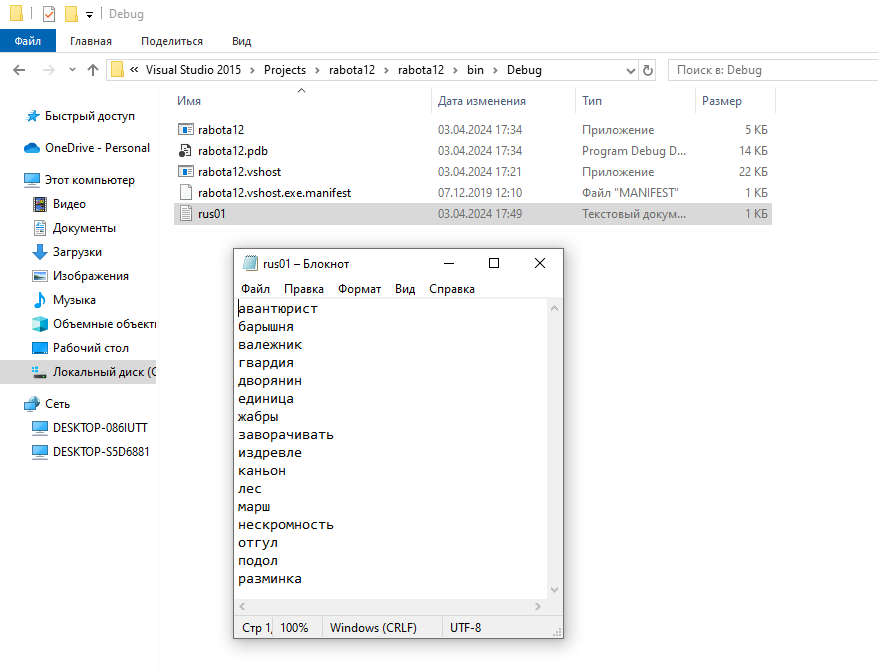 Debug
Файл Главная Поделиться Вид
« Visual Studio 2015 › Projects › rabota12 › rabota12 › bin › Debug
Поиск в: Debug
Быстрый доступ
OneDrive - Personal
Этот компьютер
Видео
Документы
Загрузки
Изображения
Музыка
Объемные объекты
Рабочий стол
Локальный диск (C
Сеть
DESKTOP-086IUTT
DESKTOP-S5D6881
Имя Дата изменения Тип Размер
rabota12 03.04.2024 17:34 Приложение 5 КБ
rabota12.pdb 03.04.2024 17:34 Program Debug D... 14 КБ
rabota12.vshost 03.04.2024 17:21 Приложение 22 КБ
rabota12.vshost.exe.manifest 07.12.2019 12:10 Файл "MANIFEST" 1 КБ
rus01 03.04.2024 17:49 Текстовый докум... 1 КБ
rus01 – Блокнот
Файл Правка Формат Вид Справка
авантюрист
барышня
валежник
гвардия
дворянин
единица
жабры
заворачивать
издревле
каньон
лес
марш
нескромность
отгул
подол
разминка
Стр 1, 100% Windows (CRLF) UTF-8